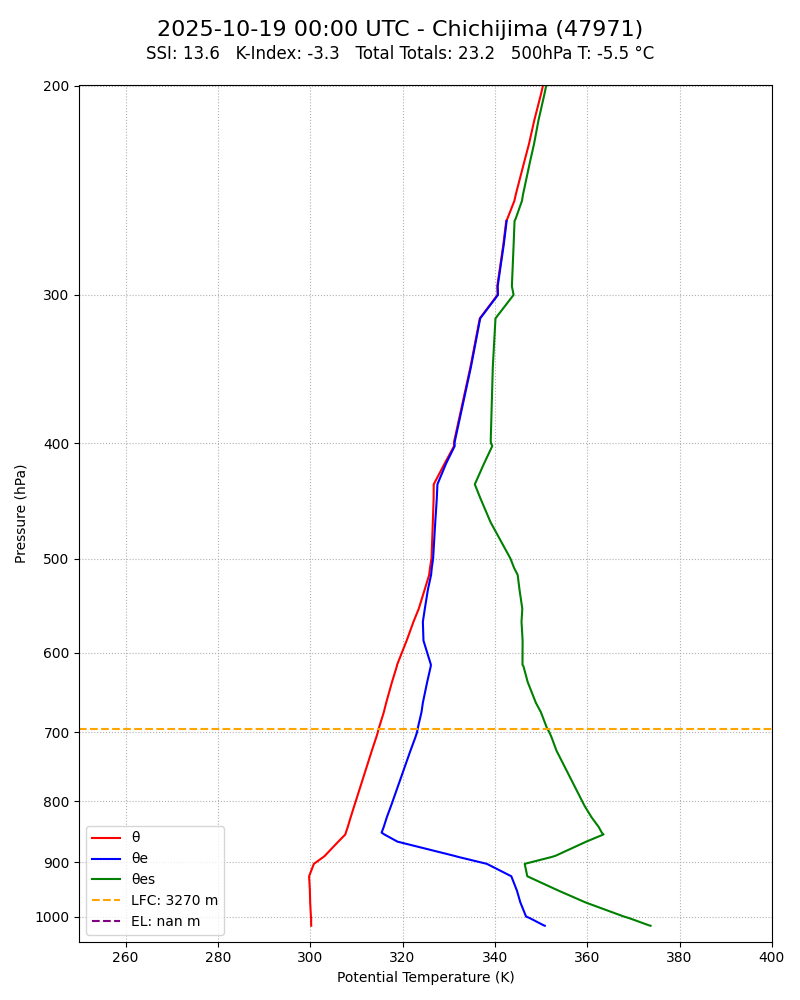 2025-10-19 00:00 UTC - Chichijima (47971)
SSI: 13.6   K-Index: -3.3   Total Totals: 23.2   500hPa T: -5.5 °C
200
300
400
500
600
700
800
900
1000
Pressure (hPa)
θ
θe
θes
LFC: 3270 m
EL: nan m
260 280 300 320 340 360 380 400
Potential Temperature (K)